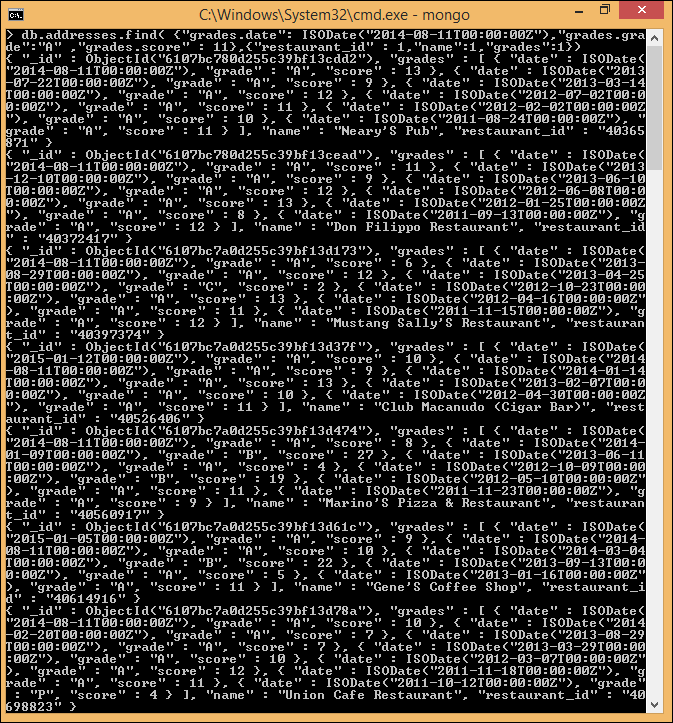 C:\Windows\System32\cmd.exe - mongo
> db.addresses.find( {"grades.date": ISODate("2014-08-11T00:00:00Z"),"grades.gra
de":"A" ,"grades.score" : 11},{"restaurant_id" : 1,"name":1,"grades":1})
{ "_id" : ObjectId("6107bc780d255c39bf13cdd2"), "grades" : [ { "date" : ISODate(
"2014-08-11T00:00:00Z"), "grade" : "A", "score" : 13 }, { "date" : ISODate("2013
-07-22T00:00:00Z"), "grade" : "A", "score" : 9 }, { "date" : ISODate("2013-03-14
T00:00:00Z"), "grade" : "A", "score" : 12 }, { "date" : ISODate("2012-07-02T00:0
0:00Z"), "grade" : "A", "score" : 11 }, { "date" : ISODate("2012-02-02T00:00:00Z
"), "grade" : "A", "score" : 10 }, { "date" : ISODate("2011-08-24T00:00:00Z"), "
grade" : "A", "score" : 11 } ], "name" : "Neary'S Pub", "restaurant_id" : "40365
871" }
{ "_id" : ObjectId("6107bc780d255c39bf13cead"), "grades" : [ { "date" : ISODate(
"2014-08-11T00:00:00Z"), "grade" : "A", "score" : 11 }, { "date" : ISODate("2013
-12-10T00:00:00Z"), "grade" : "A", "score" : 9 }, { "date" : ISODate("2013-06-10
T00:00:00Z"), "grade" : "A", "score" : 12 }, { "date" : ISODate("2012-06-08T00:0
0:00Z"), "grade" : "A", "score" : 13 }, { "date" : ISODate("2012-01-25T00:00:00Z
"), "grade" : "A", "score" : 8 }, { "date" : ISODate("2011-09-13T00:00:00Z"), "g
rade" : "A", "score" : 12 } ], "name" : "Don Filippo Restaurant", "restaurant_id
" : "40372417" }
{ "_id" : ObjectId("6107bc7a0d255c39bf13d173"), "grades" : [ { "date" : ISODate(
"2014-08-11T00:00:00Z"), "grade" : "A", "score" : 6 }, { "date" : ISODate("2013-
08-29T00:00:00Z"), "grade" : "A", "score" : 12 }, { "date" : ISODate("2013-04-25
T00:00:00Z"), "grade" : "C", "score" : 2 }, { "date" : ISODate("2012-10-23T00:00
:00Z"), "grade" : "A", "score" : 13 }, { "date" : ISODate("2012-04-16T00:00:00Z"
), "grade" : "A", "score" : 11 }, { "date" : ISODate("2011-11-15T00:00:00Z"), "g
rade" : "A", "score" : 12 } ], "name" : "Mustang Sally'S Restaurant", "restauran
t_id" : "40397374" }
{ "_id" : ObjectId("6107bc7a0d255c39bf13d37f"), "grades" : [ { "date" : ISODate(
"2015-01-12T00:00:00Z"), "grade" : "A", "score" : 10 }, { "date" : ISODate("2014
-08-11T00:00:00Z"), "grade" : "A", "score" : 9 }, { "date" : ISODate("2014-01-14
T00:00:00Z"), "grade" : "A", "score" : 13 }, { "date" : ISODate("2013-02-07T00:0
0:00Z"), "grade" : "A", "score" : 10 }, { "date" : ISODate("2012-04-30T00:00:00Z
"), "grade" : "A", "score" : 11 } ], "name" : "Club Macanudo (Cigar Bar)", "rest
aurant_id" : "40526406" }
{ "_id" : ObjectId("6107bc7a0d255c39bf13d474"), "grades" : [ { "date" : ISODate(
"2014-08-11T00:00:00Z"), "grade" : "A", "score" : 8 }, { "date" : ISODate("2014-
01-09T00:00:00Z"), "grade" : "B", "score" : 27 }, { "date" : ISODate("2013-06-11
T00:00:00Z"), "grade" : "A", "score" : 4 }, { "date" : ISODate("2012-10-09T00:00
:00Z"), "grade" : "B", "score" : 19 }, { "date" : ISODate("2012-05-10T00:00:00Z"
), "grade" : "A", "score" : 11 }, { "date" : ISODate("2011-11-23T00:00:00Z"), "g
rade" : "A", "score" : 9 } ], "name" : "Marino'S Pizza & Restaurant", "restauran
t_id" : "40560917" }
{ "_id" : ObjectId("6107bc7a0d255c39bf13d61c"), "grades" : [ { "date" : ISODate(
"2015-01-05T00:00:00Z"), "grade" : "A", "score" : 9 }, { "date" : ISODate("2014-
08-11T00:00:00Z"), "grade" : "A", "score" : 10 }, { "date" : ISODate("2014-03-04
T00:00:00Z"), "grade" : "B", "score" : 22 }, { "date" : ISODate("2013-09-13T00:0
0:00Z"), "grade" : "A", "score" : 5 }, { "date" : ISODate("2013-01-16T00:00:00Z"
), "grade" : "A", "score" : 11 } ], "name" : "Gene'S Coffee Shop", "restaurant_i
d" : "40614916" }
{ "_id" : ObjectId("6107bc7a0d255c39bf13d78a"), "grades" : [ { "date" : ISODate(
"2014-08-11T00:00:00Z"), "grade" : "A", "score" : 10 }, { "date" : ISODate("2014
-02-20T00:00:00Z"), "grade" : "A", "score" : 7 }, { "date" : ISODate("2013-08-29
T00:00:00Z"), "grade" : "A", "score" : 7 }, { "date" : ISODate("2013-03-29T00:00
:00Z"), "grade" : "A", "score" : 10 }, { "date" : ISODate("2012-03-07T00:00:00Z"
), "grade" : "A", "score" : 12 }, { "date" : ISODate("2011-11-18T00:00:00Z"), "g
rade" : "A", "score" : 11 }, { "date" : ISODate("2011-10-12T00:00:00Z"), "grade"
 : "P", "score" : 4 } ], "name" : "Union Cafe Restaurant", "restaurant_id" : "40
698823" }